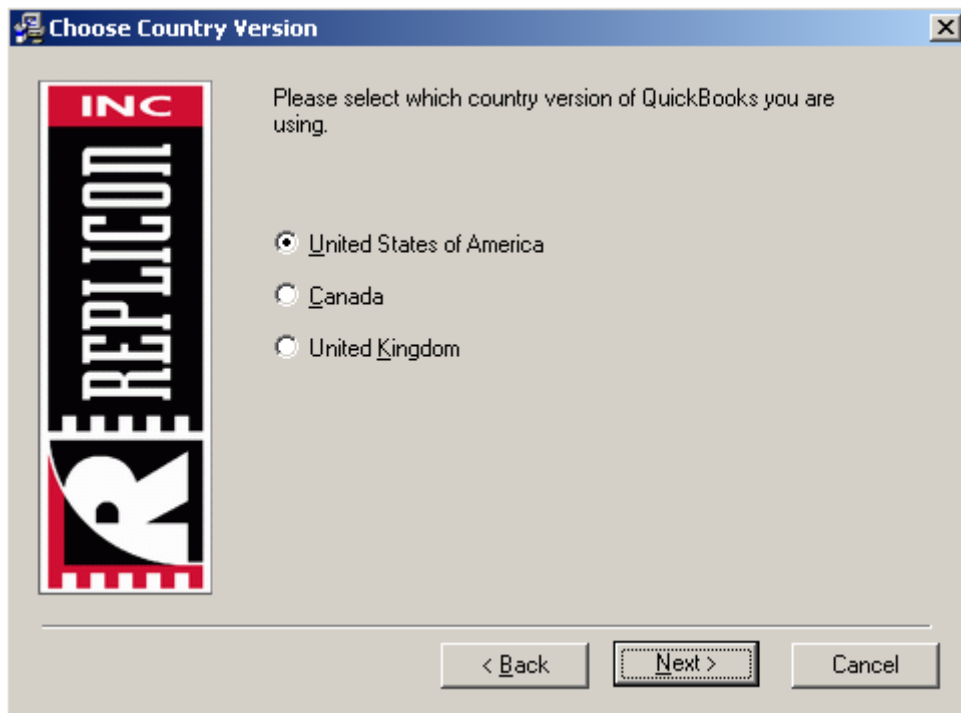 Choose Country Version
INC
REPLICON
R
Please select which country version of QuickBooks you are
using.
United States of America
Canada
United Kingdom
< Back
Next >
Cancel